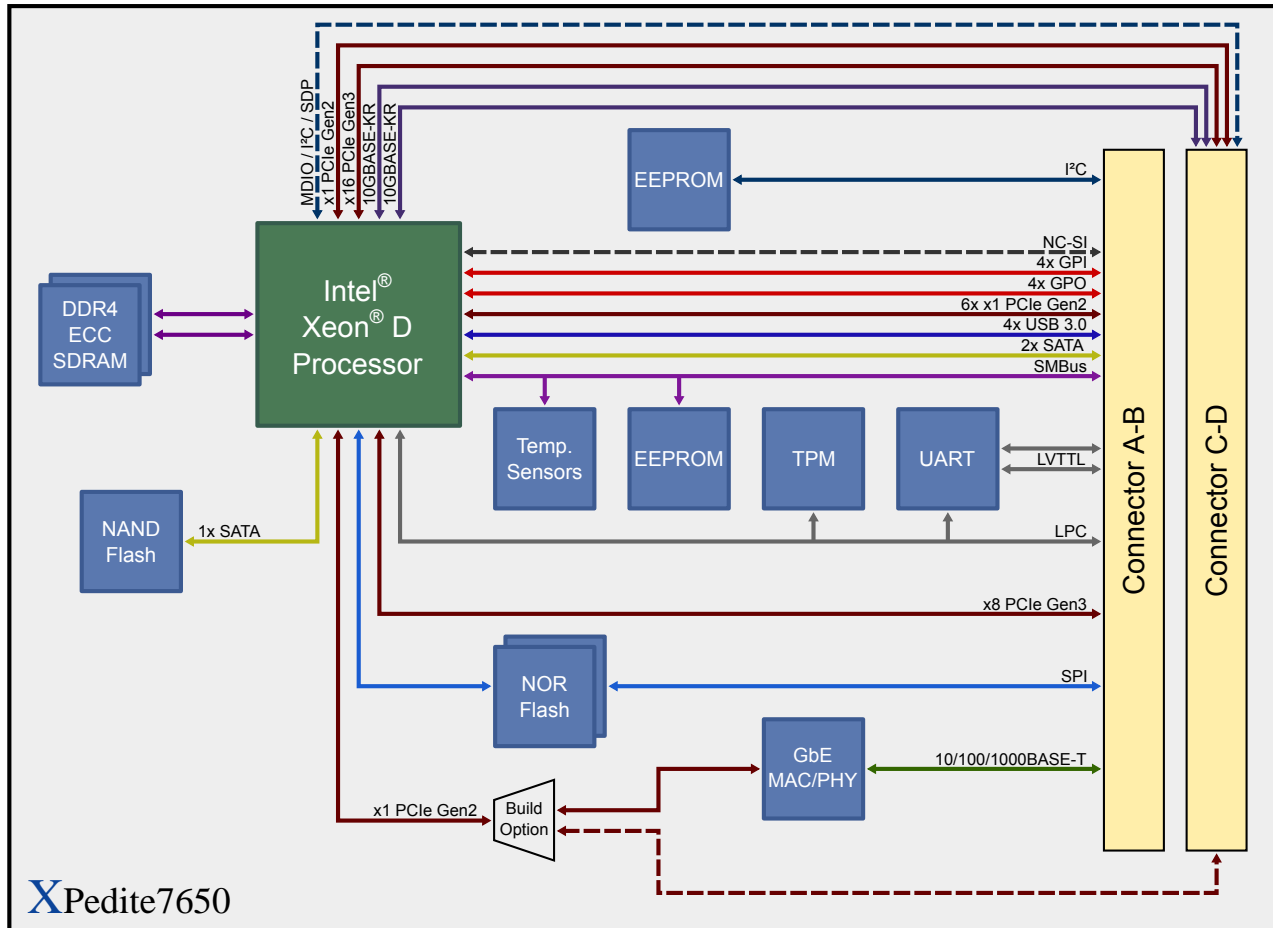 MDIO / I²C / SDP
x1 PCIe Gen2
x16 PCIe Gen3
10GBASE-KR
10GBASE-KR
EEPROM
I²C
NC-SI
4x GPI
4x GPO
6x x1 PCIe Gen2
4x USB 3.0
2x SATA
SMBus
Intel®
Xeon® D
Processor
DDR4
ECC
SDRAM
Temp.
Sensors
EEPROM
TPM
UART
LVTTL
Connector A-B
Connector C-D
NAND
Flash
1x SATA
LPC
x8 PCIe Gen3
NOR
Flash
SPI
GbE
MAC/PHY
10/100/1000BASE-T
x1 PCIe Gen2
Build
Option
XPedite7650